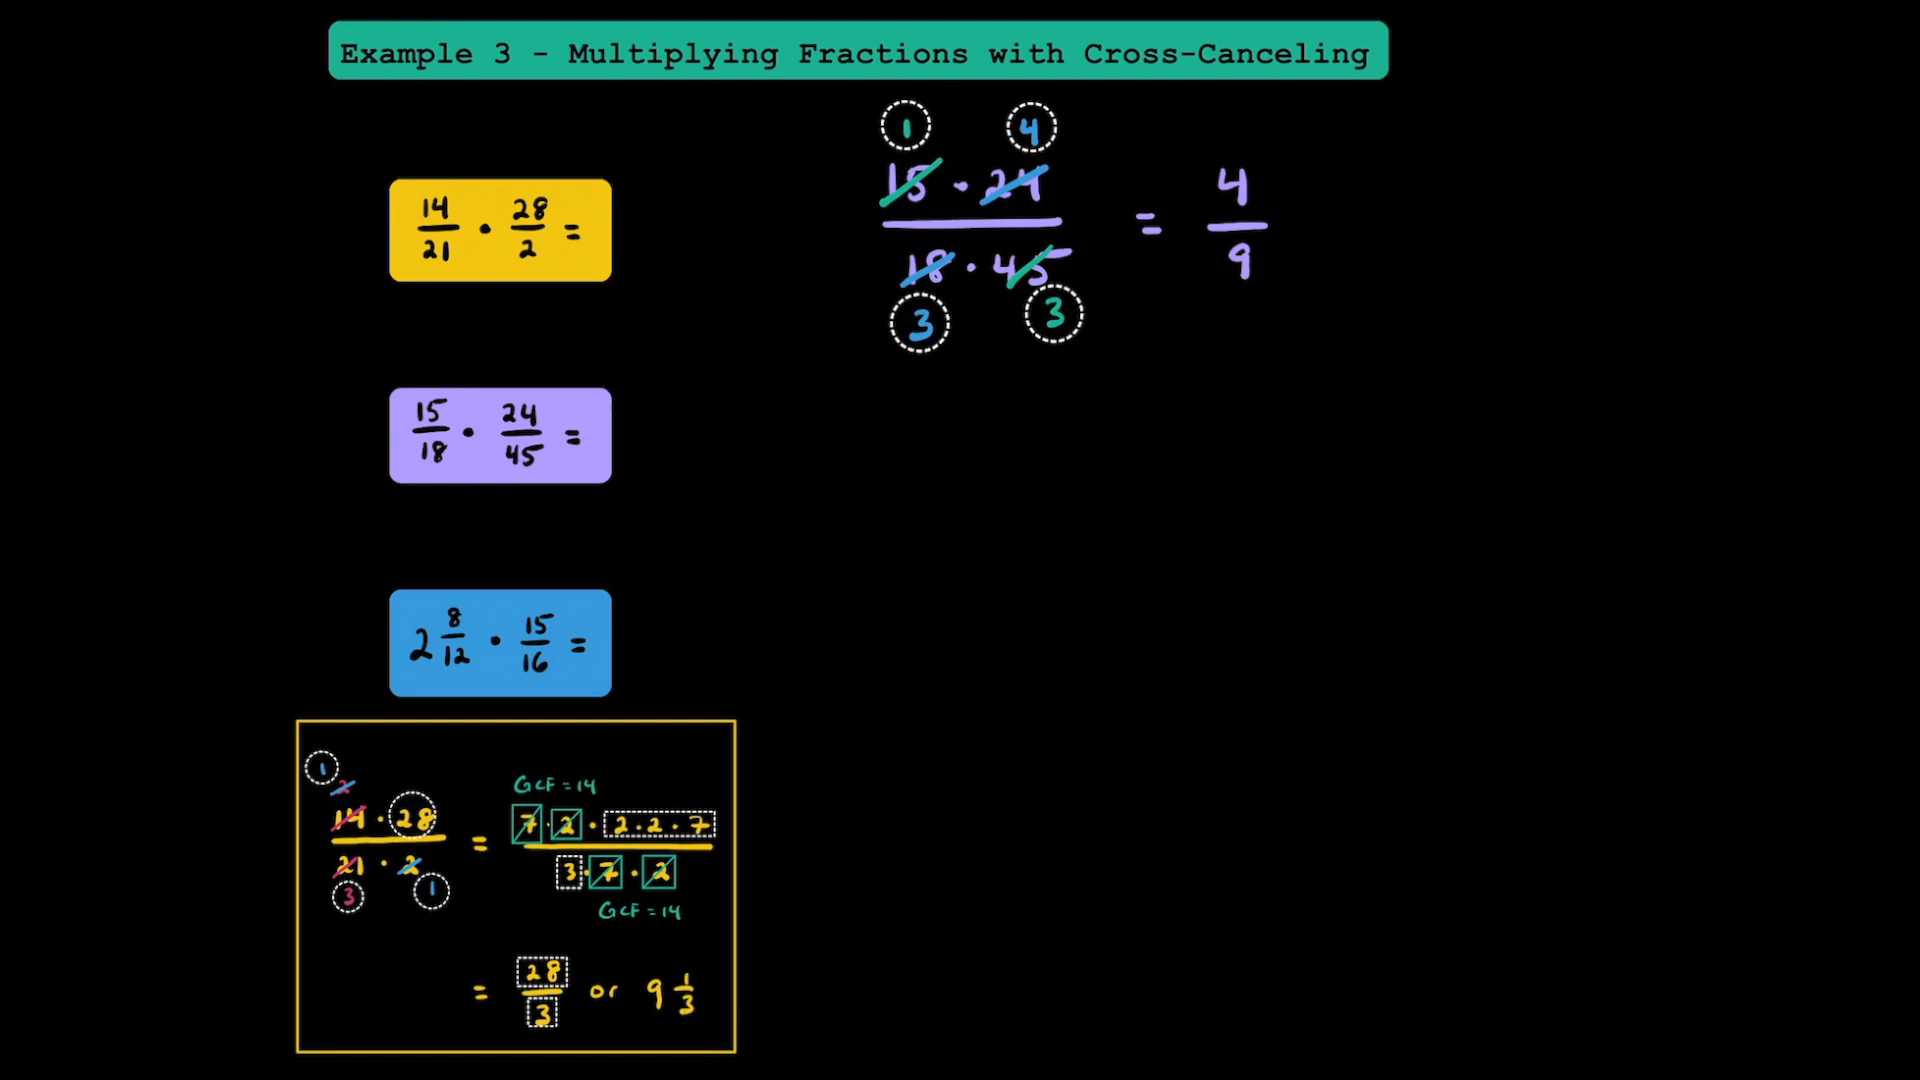 Example 3 - Multiplying Fractions with Cross-Canceling
14/21 · 28/2 =
15/18 · 24/45 =
2 8/12 · 15/16 =
1 4
15 · 24
18 · 45
3 3
= 4/9
1 2
14 · 28
21 · 2
3 1
=
GCF = 14
7 · 2 · 2 · 2 · 7
3 · 7 · 2
GCF = 14
= 28/3 or 9 1/3